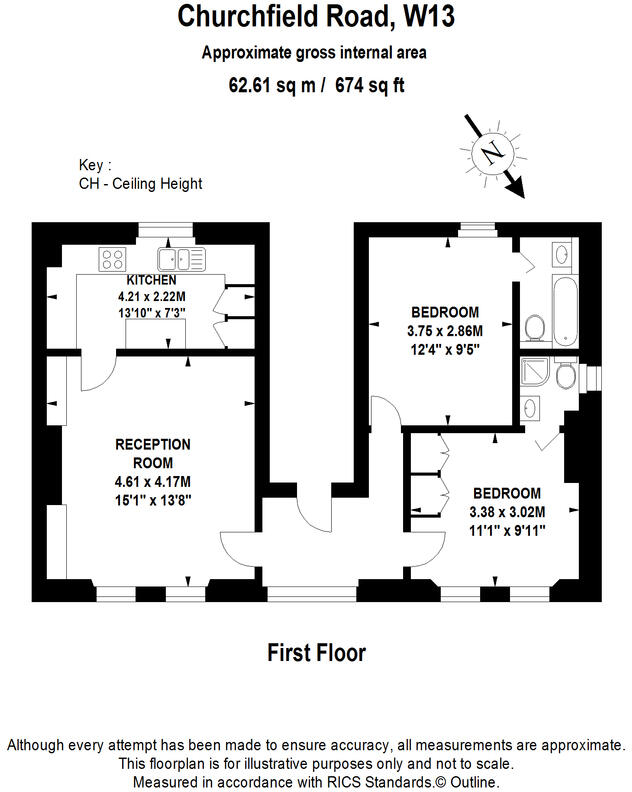 Churchfield Road, W13
Approximate gross internal area
62.61 sq m / 674 sq ft
N
Key :
CH - Ceiling Height
KITCHEN
4.21 x 2.22M
13'10" x 7'3"
BEDROOM
3.75 x 2.86M
12'4" x 9'5"
RECEPTION
ROOM
4.61 x 4.17M
15'1" x 13'8"
BEDROOM
3.38 x 3.02M
11'1" x 9'11"
First Floor
Although every attempt has been made to ensure accuracy, all measurements are approximate.
This floorplan is for illustrative purposes only and not to scale.
Measured in accordance with RICS Standards.© Outline.